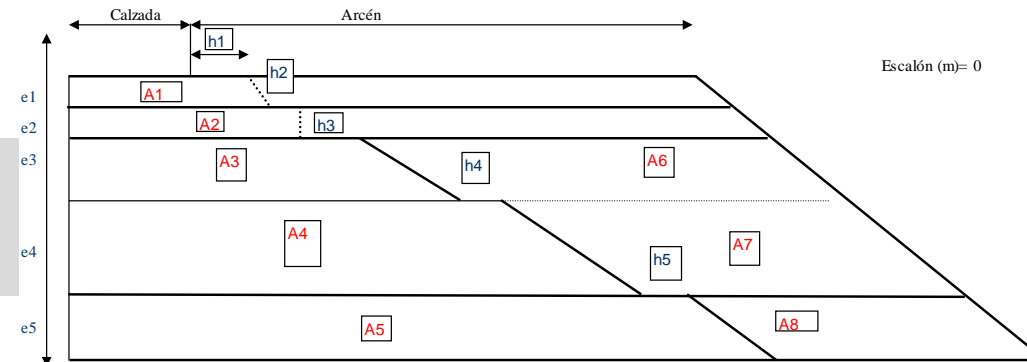 Calzada Arcén
h1
Escalón (m)= 0
h2
e1 A1
e2 A2 h3
e3 A3 h4 A6
A4 A7
e4 h5
e5 A5 A8